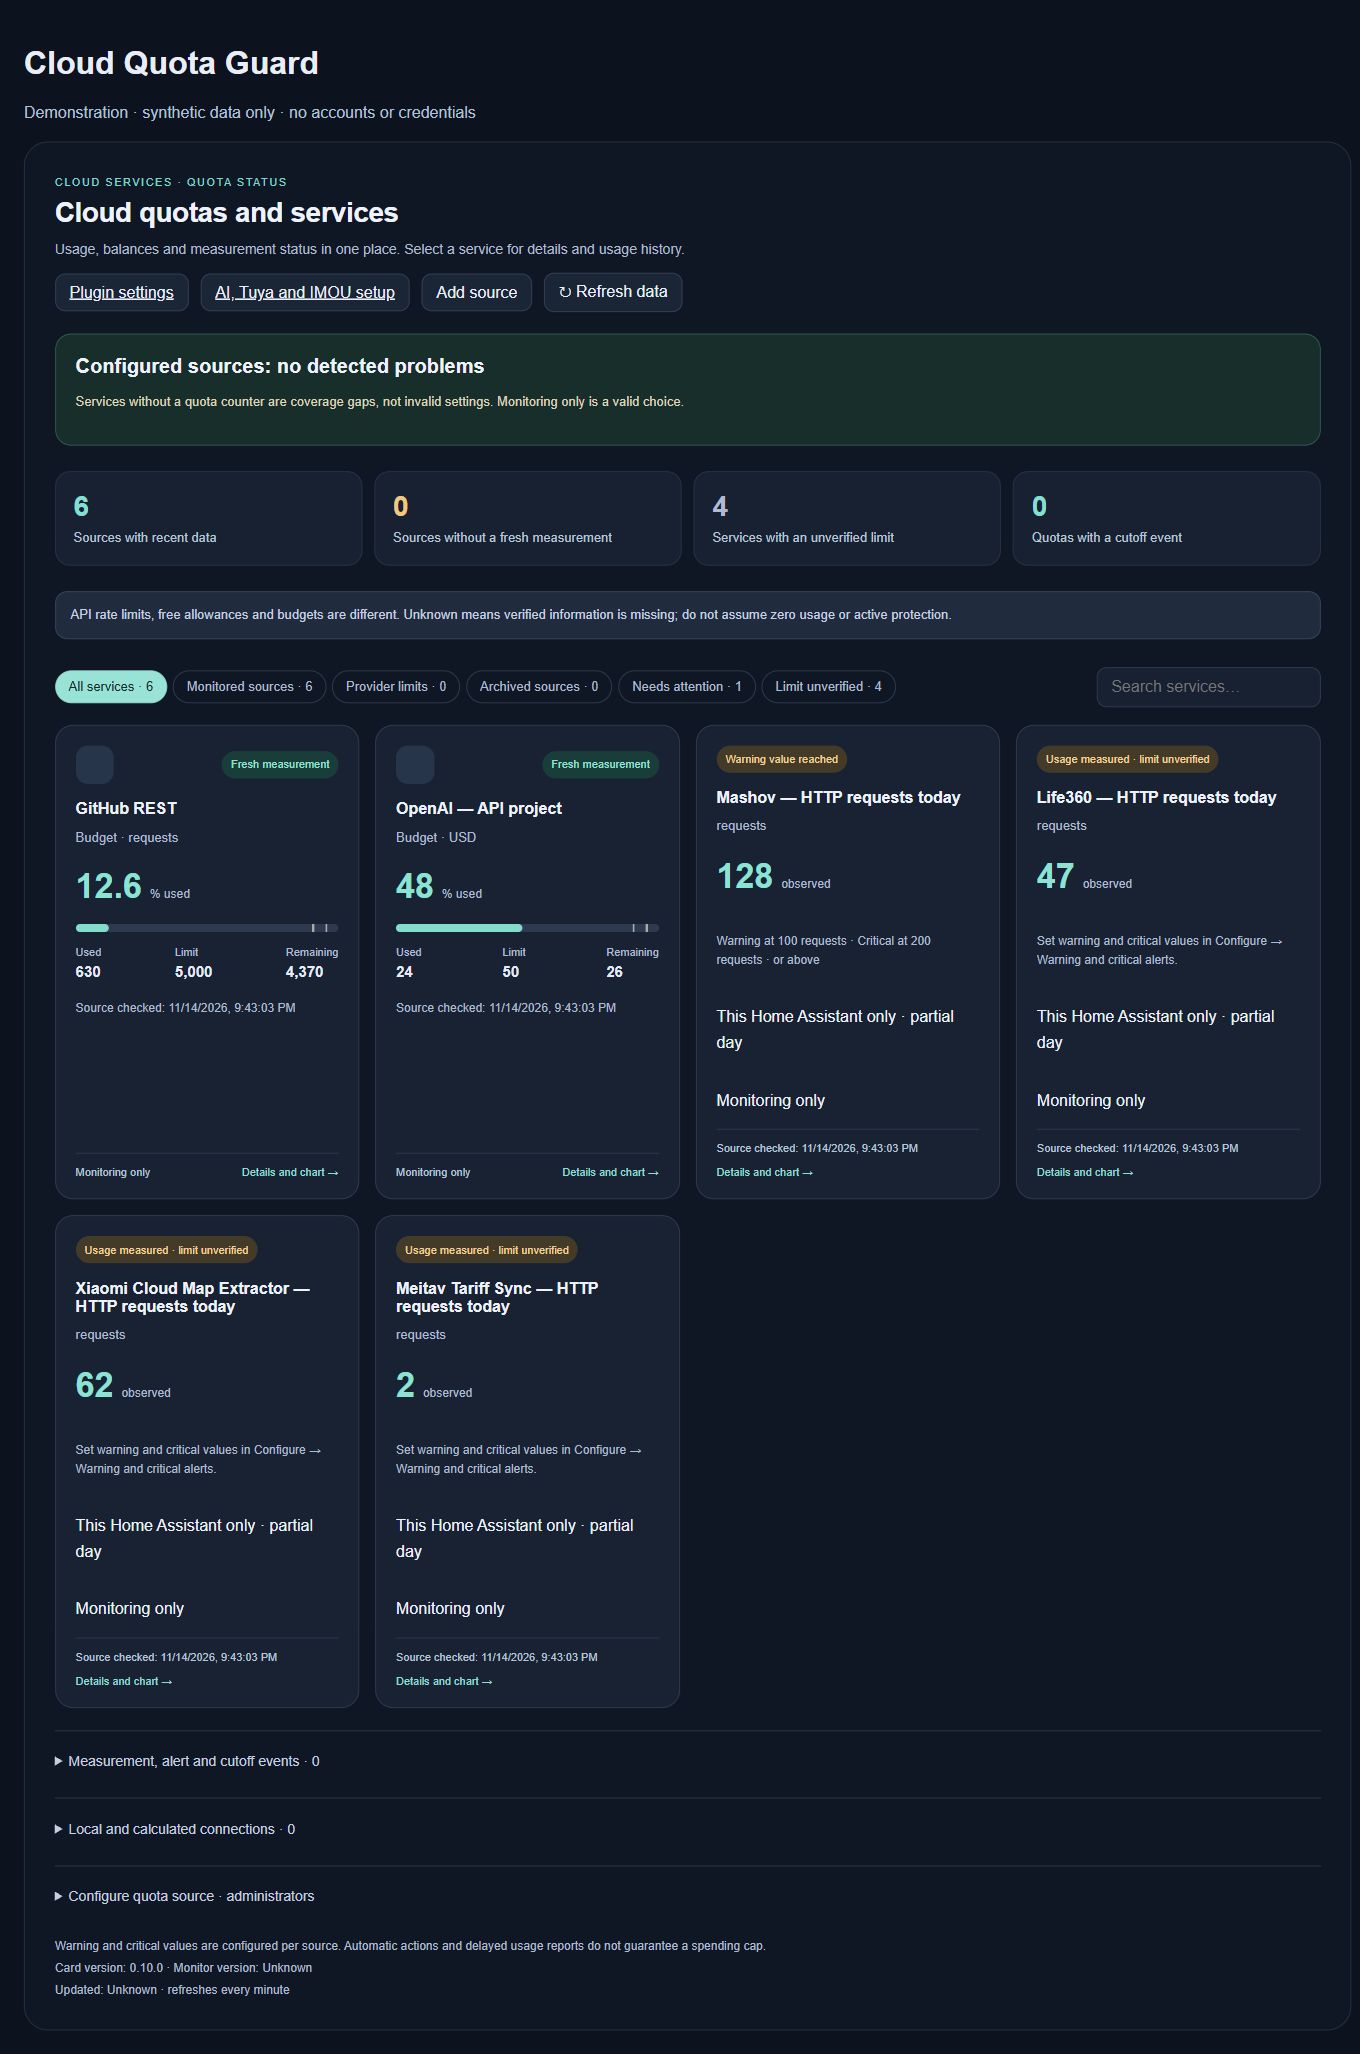 Cloud Quota Guard
Demonstration · synthetic data only · no accounts or credentials
CLOUD SERVICES · QUOTA STATUS
Cloud quotas and services
Usage, balances and measurement status in one place. Select a service for details and usage history.
Plugin settings
AI, Tuya and IMOU setup
Add source
↻ Refresh data
Configured sources: no detected problems
Services without a quota counter are coverage gaps, not invalid settings. Monitoring only is a valid choice.
6
Sources with recent data
0
Sources without a fresh measurement
4
Services with an unverified limit
0
Quotas with a cutoff event
API rate limits, free allowances and budgets are different. Unknown means verified information is missing; do not assume zero usage or active protection.
All services · 6
Monitored sources · 6
Provider limits · 0
Archived sources · 0
Needs attention · 1
Limit unverified · 4
Search services...
Fresh measurement
GitHub REST
Budget · requests
12.6 % used
Used Limit Remaining
630 5,000 4,370
Source checked: 11/14/2026, 9:43:03 PM
Monitoring only Details and chart →
Fresh measurement
OpenAI — API project
Budget · USD
48 % used
Used Limit Remaining
24 50 26
Source checked: 11/14/2026, 9:43:03 PM
Monitoring only Details and chart →
Warning value reached
Mashov — HTTP requests today
requests
128 observed
Warning at 100 requests · Critical at 200
requests · or above
This Home Assistant only · partial
day
Monitoring only
Source checked: 11/14/2026, 9:43:03 PM
Details and chart →
Usage measured · limit unverified
Life360 — HTTP requests today
requests
47 observed
Set warning and critical values in Configure →
Warning and critical alerts.
This Home Assistant only · partial
day
Monitoring only
Source checked: 11/14/2026, 9:43:03 PM
Details and chart →
Usage measured · limit unverified
Xiaomi Cloud Map Extractor —
HTTP requests today
requests
62 observed
Set warning and critical values in Configure →
Warning and critical alerts.
This Home Assistant only · partial
day
Monitoring only
Source checked: 11/14/2026, 9:43:03 PM
Details and chart →
Usage measured · limit unverified
Meitav Tariff Sync — HTTP
requests today
requests
2 observed
Set warning and critical values in Configure →
Warning and critical alerts.
This Home Assistant only · partial
day
Monitoring only
Source checked: 11/14/2026, 9:43:03 PM
Details and chart →
▶ Measurement, alert and cutoff events · 0
▶ Local and calculated connections · 0
▶ Configure quota source · administrators
Warning and critical values are configured per source. Automatic actions and delayed usage reports do not guarantee a spending cap.
Card version: 0.10.0 · Monitor version: Unknown
Updated: Unknown · refreshes every minute